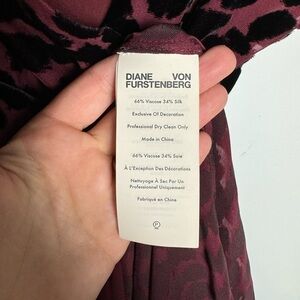 DIANE VON
FURSTENBERG
66% Viscose 34% Silk
Exclusive Of Decoration
Professional Dry Clean Only
Made in China
66% Viscose 34% Soie
À L'Exception Des Décorations
Nettoyage À Sec Par Un
Professionnel Uniquement
Fabriqué en Chine
P